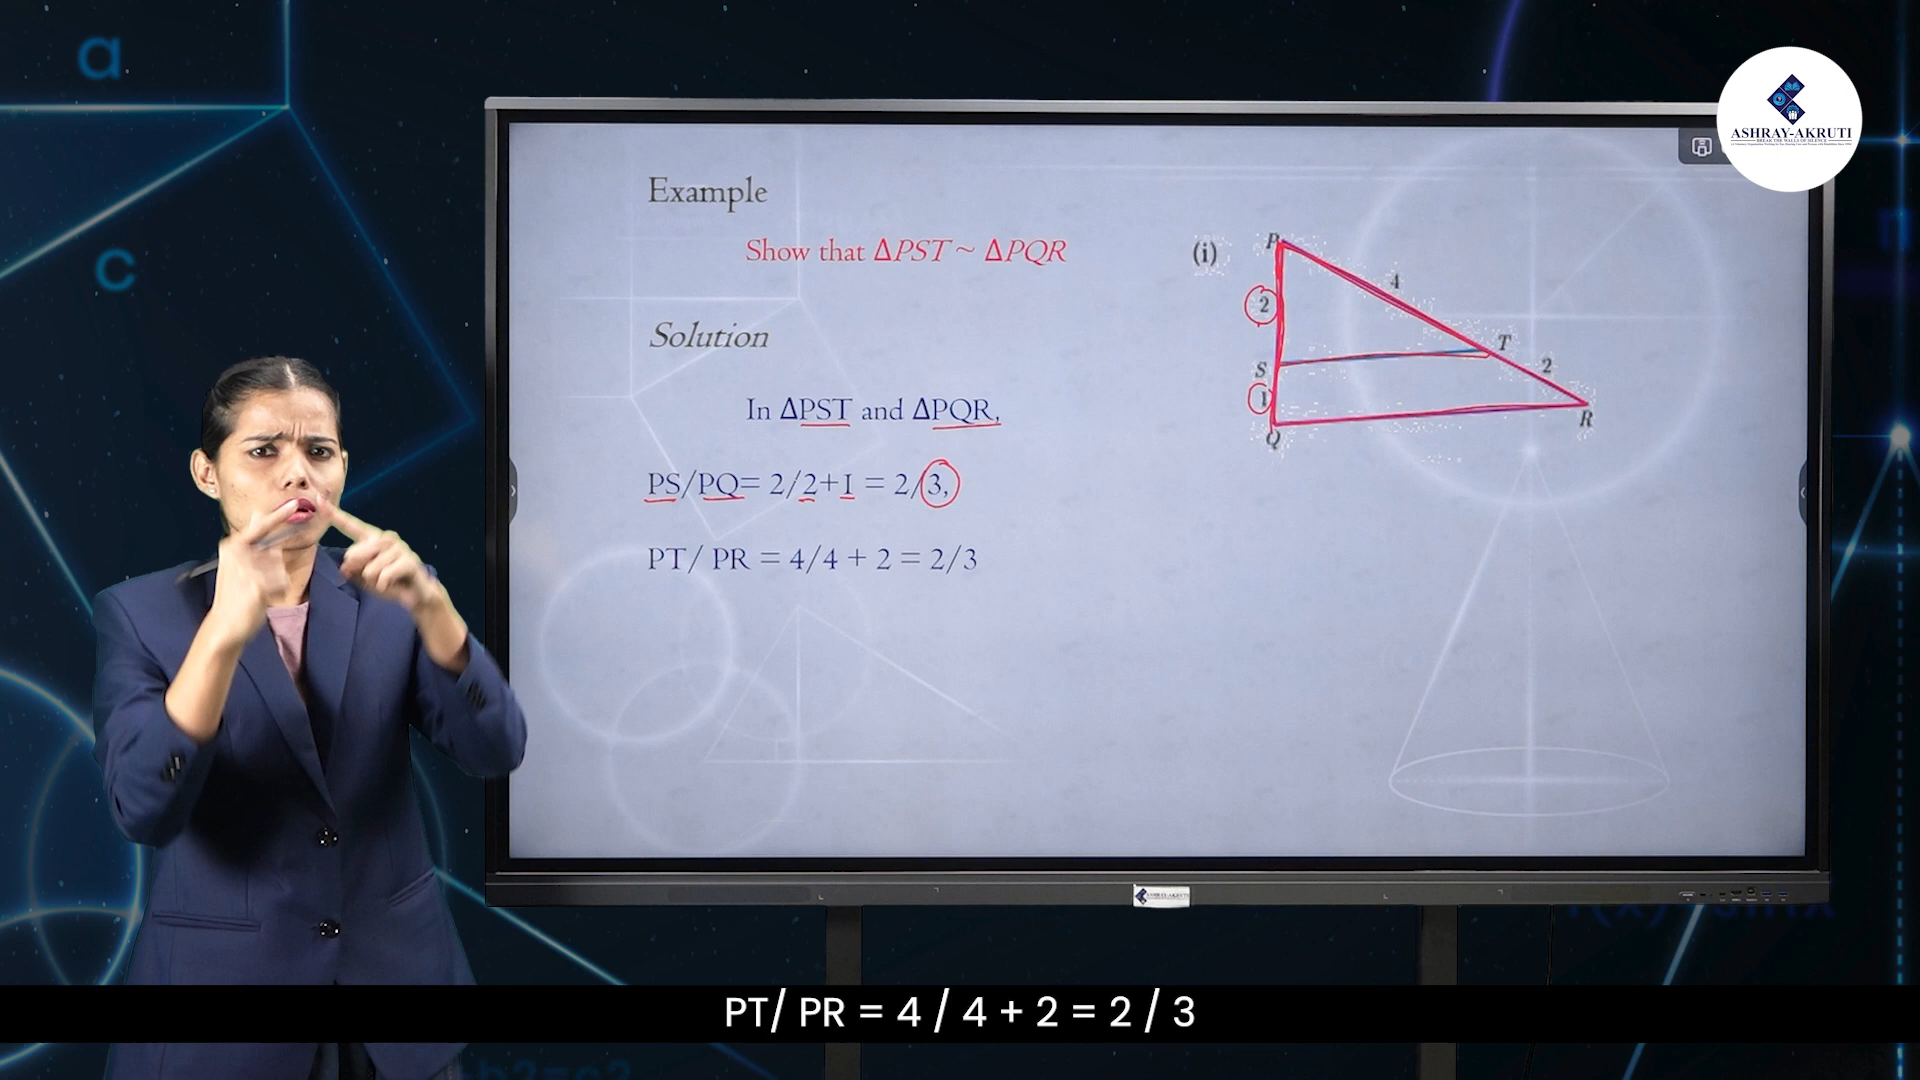 a
c
ASHRAY-AKRUTI
Example
Show that ΔPST ~ ΔPQR
(i)
P
4
2
T
S
2
1
R
Q
Solution
In ΔPST and ΔPQR,
PS/PQ= 2/2+1 = 2/3,
PT/ PR = 4/4 + 2 = 2/3
PT/ PR = 4 / 4 + 2 = 2 / 3